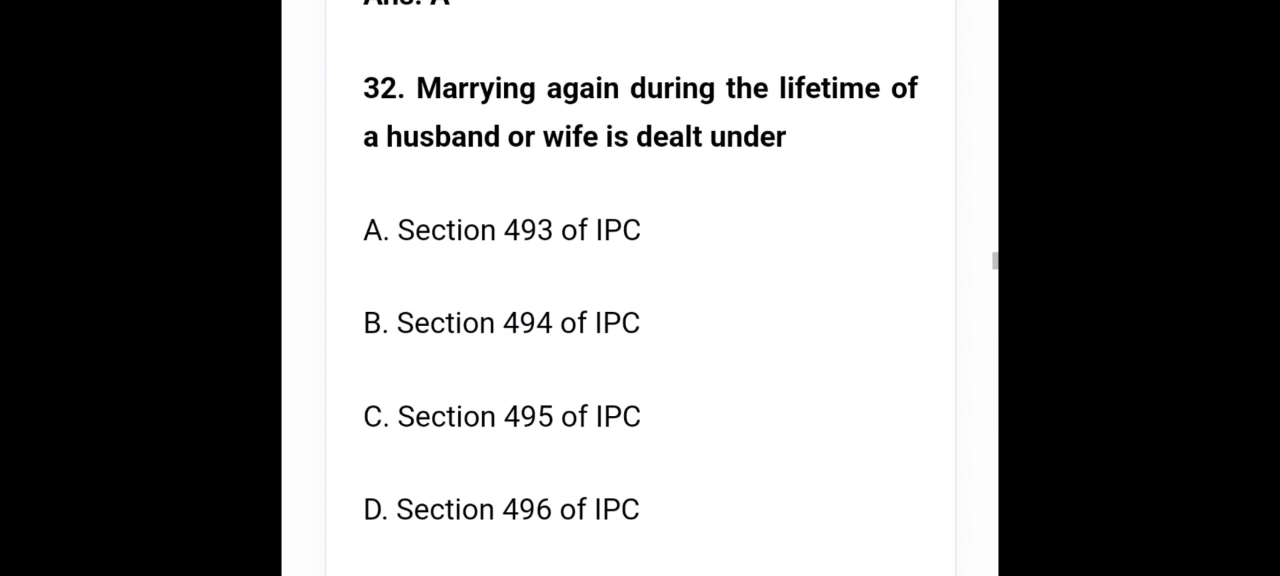 Ans: A
32. Marrying again during the lifetime of
a husband or wife is dealt under
A. Section 493 of IPC
B. Section 494 of IPC
C. Section 495 of IPC
D. Section 496 of IPC